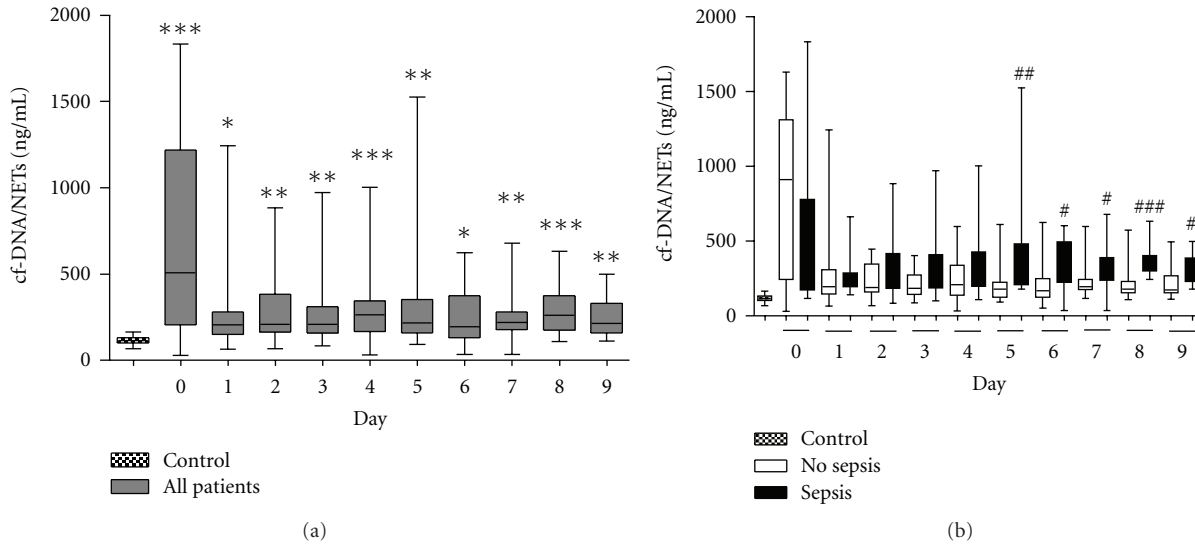 cf-DNA/NETs (ng/mL)
2000
1500
1000
500
0
***
*
**
**
***
**
*
**
***
**
0 1 2 3 4 5 6 7 8 9
Day
Control
All patients
(a)
cf-DNA/NETs (ng/mL)
2000
1500
1000
500
0
##
#
#
###
#
0 1 2 3 4 5 6 7 8 9
Day
Control
No sepsis
Sepsis
(b)